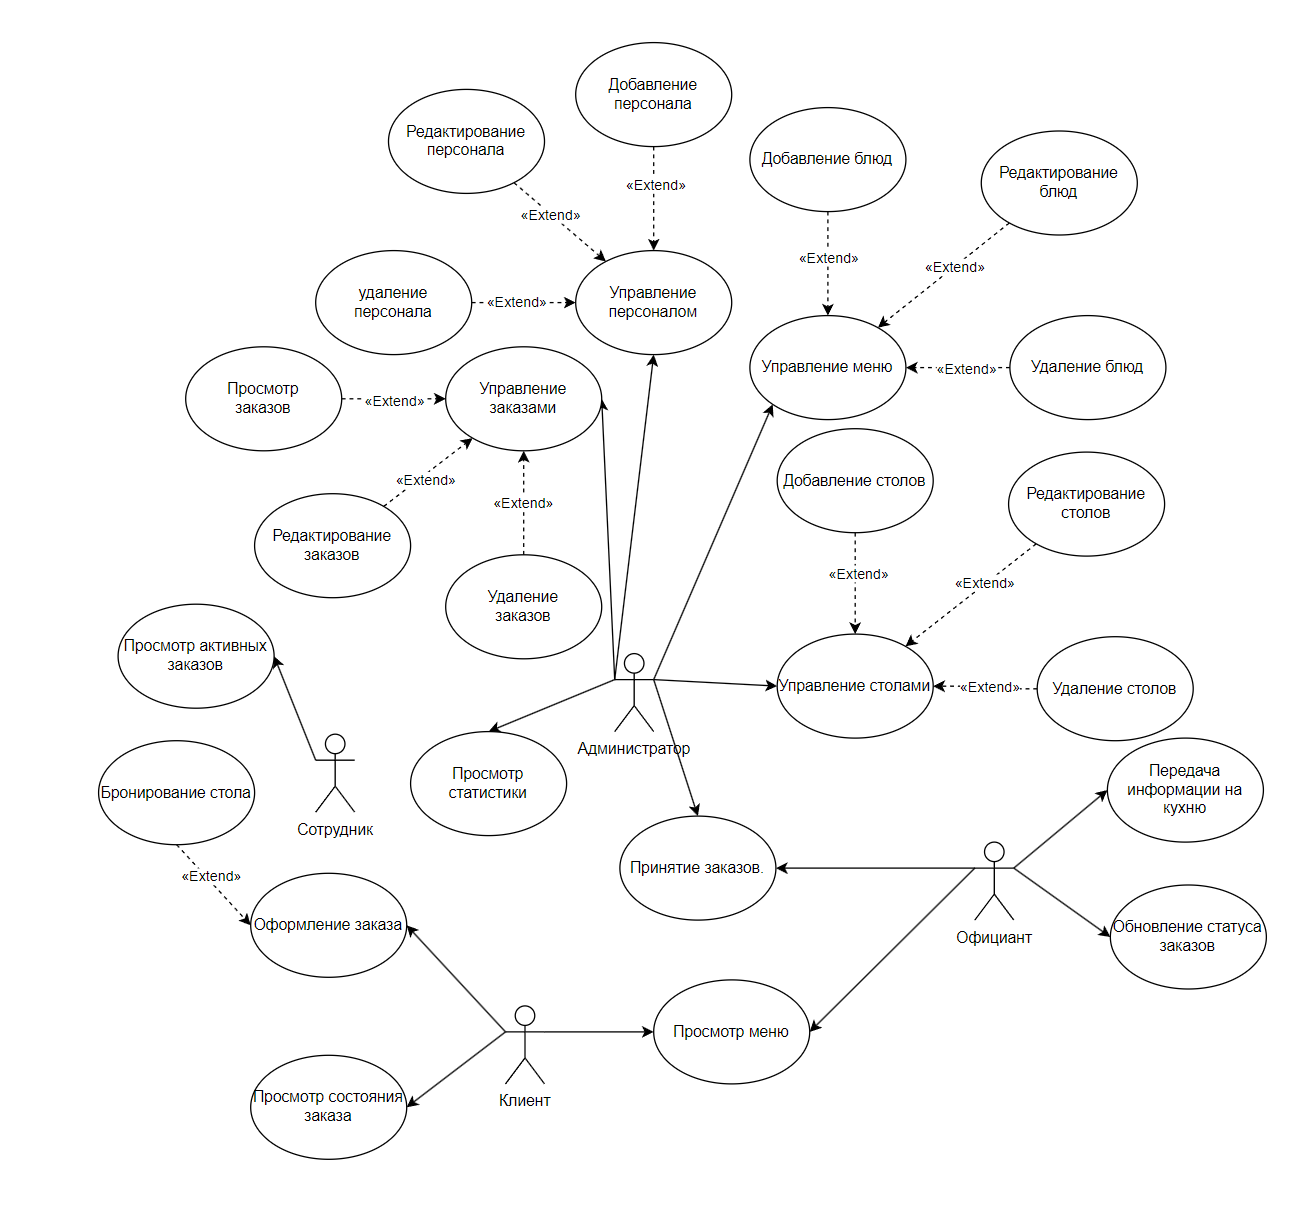 Добавление
персонала
Редактирование
персонала
Добавление блюд
Редактирование
блюд
«Extend»
«Extend»
«Extend»
«Extend»
удаление
персонала
«Extend»
Управление
персоналом
Управление меню
«Extend»
Удаление блюд
Просмотр
заказов
«Extend»
Управление
заказами
«Extend»
«Extend»
Добавление столов
Редактирование
столов
Редактирование
заказов
«Extend»
«Extend»
Удаление
заказов
Просмотр активных
заказов
Управление столами
«Extend»
Удаление столов
Администратор
Просмотр
статистики
Передача
информации на
кухню
Бронирование стола
Сотрудник
«Extend»
Принятие заказов.
Оформление заказа
Официант
Обновление статуса
заказов
Просмотр меню
Клиент
Просмотр состояния
заказа